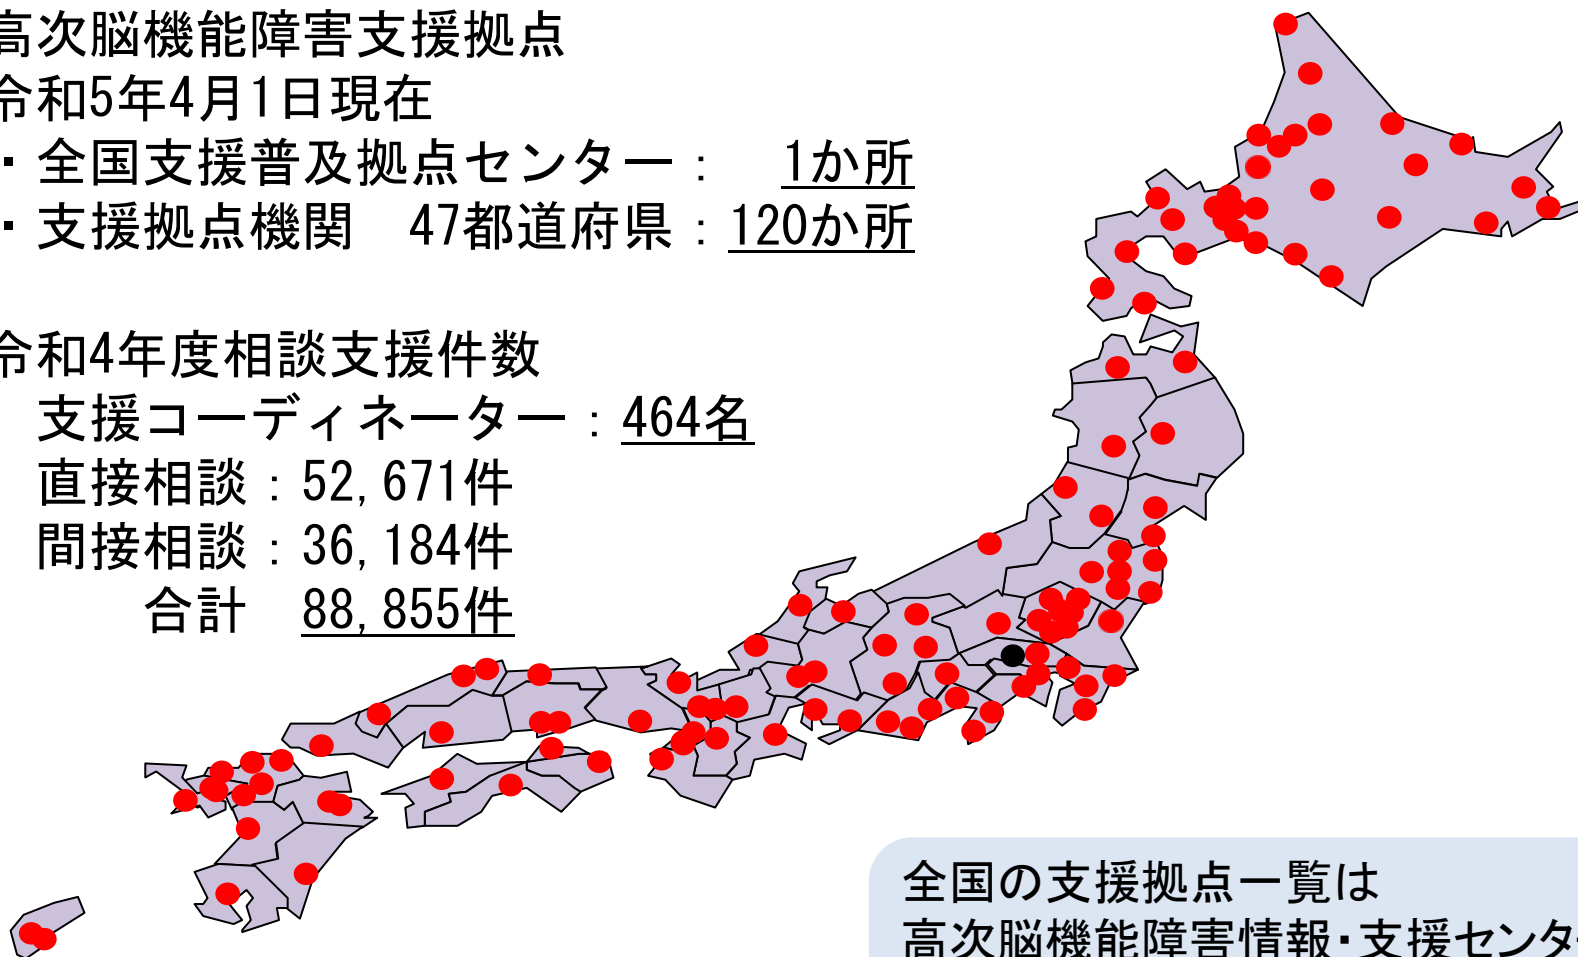 高次脳機能障害支援拠点
令和5年4月1日現在
・全国支援普及拠点センター：　1か所
・支援拠点機関　47都道府県：120か所
令和4年度相談支援件数
支援コーディネーター：464名
直接相談：52,671件
間接相談：36,184件
合計　88,855件
全国の支援拠点一覧は
高次脳機能障害情報・支援センター